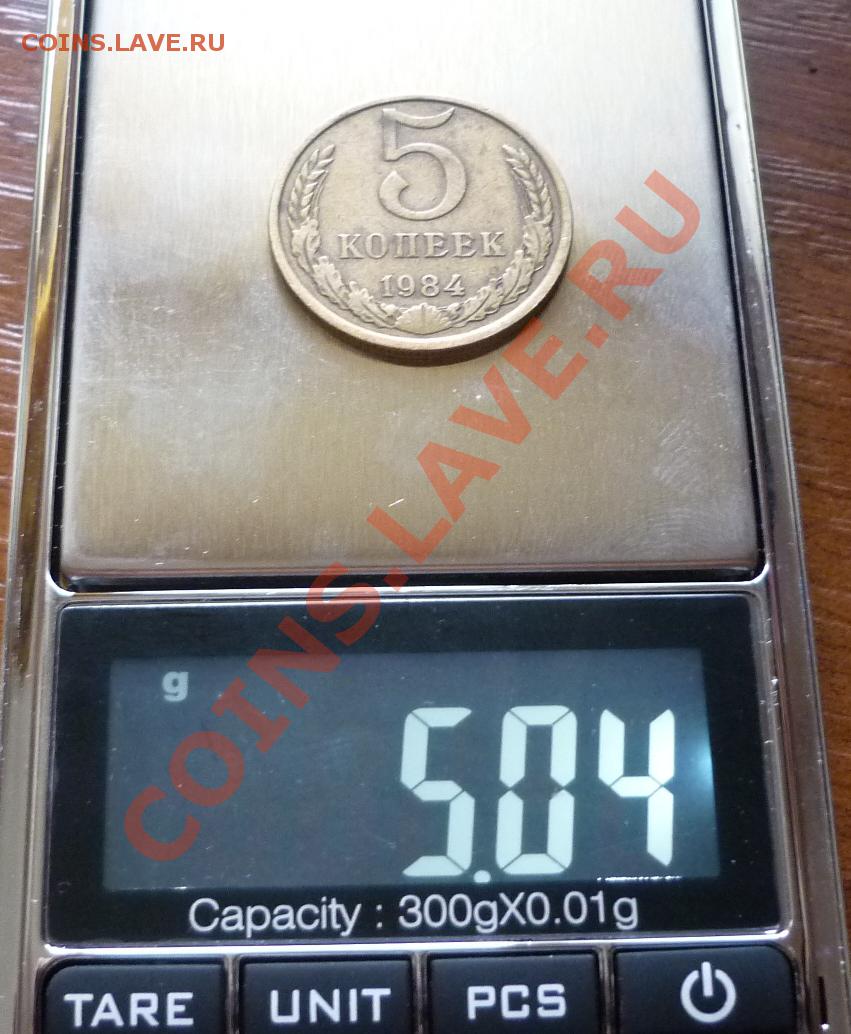 COINS.LAVE.RU
5
КОПЕЕК
1984
COINS.LAVE.RU
g
5.04
Capacity : 300gX0.01g
TARE UNIT PCS